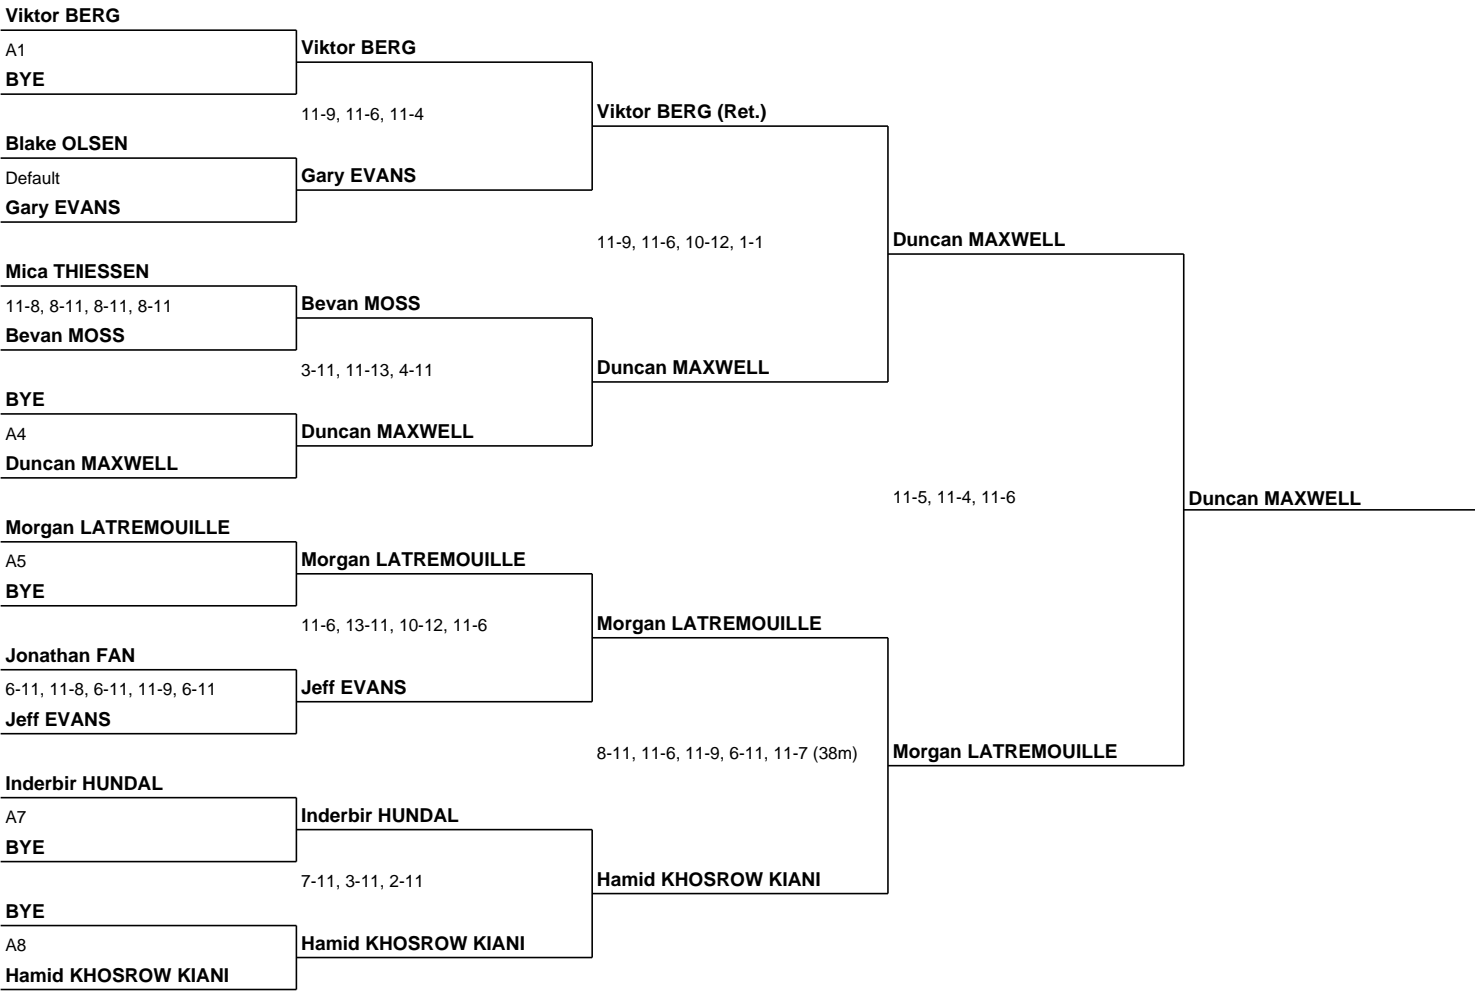 Viktor BERG
A1
BYE
Viktor BERG
11-9, 11-6, 11-4
Blake OLSEN
Default
Gary EVANS
Gary EVANS
Viktor BERG (Ret.)
11-9, 11-6, 10-12, 1-1
Mica THIESSEN
11-8, 8-11, 8-11, 8-11
Bevan MOSS
Bevan MOSS
3-11, 11-13, 4-11
BYE
A4
Duncan MAXWELL
Duncan MAXWELL
Duncan MAXWELL
Duncan MAXWELL
11-5, 11-4, 11-6
Duncan MAXWELL
Morgan LATREMOUILLE
A5
BYE
Morgan LATREMOUILLE
11-6, 13-11, 10-12, 11-6
Jonathan FAN
6-11, 11-8, 6-11, 11-9, 6-11
Jeff EVANS
Jeff EVANS
Morgan LATREMOUILLE
8-11, 11-6, 11-9, 6-11, 11-7 (38m)
Morgan LATREMOUILLE
Inderbir HUNDAL
A7
BYE
Inderbir HUNDAL
7-11, 3-11, 2-11
BYE
A8
Hamid KHOSROW KIANI
Hamid KHOSROW KIANI
Hamid KHOSROW KIANI